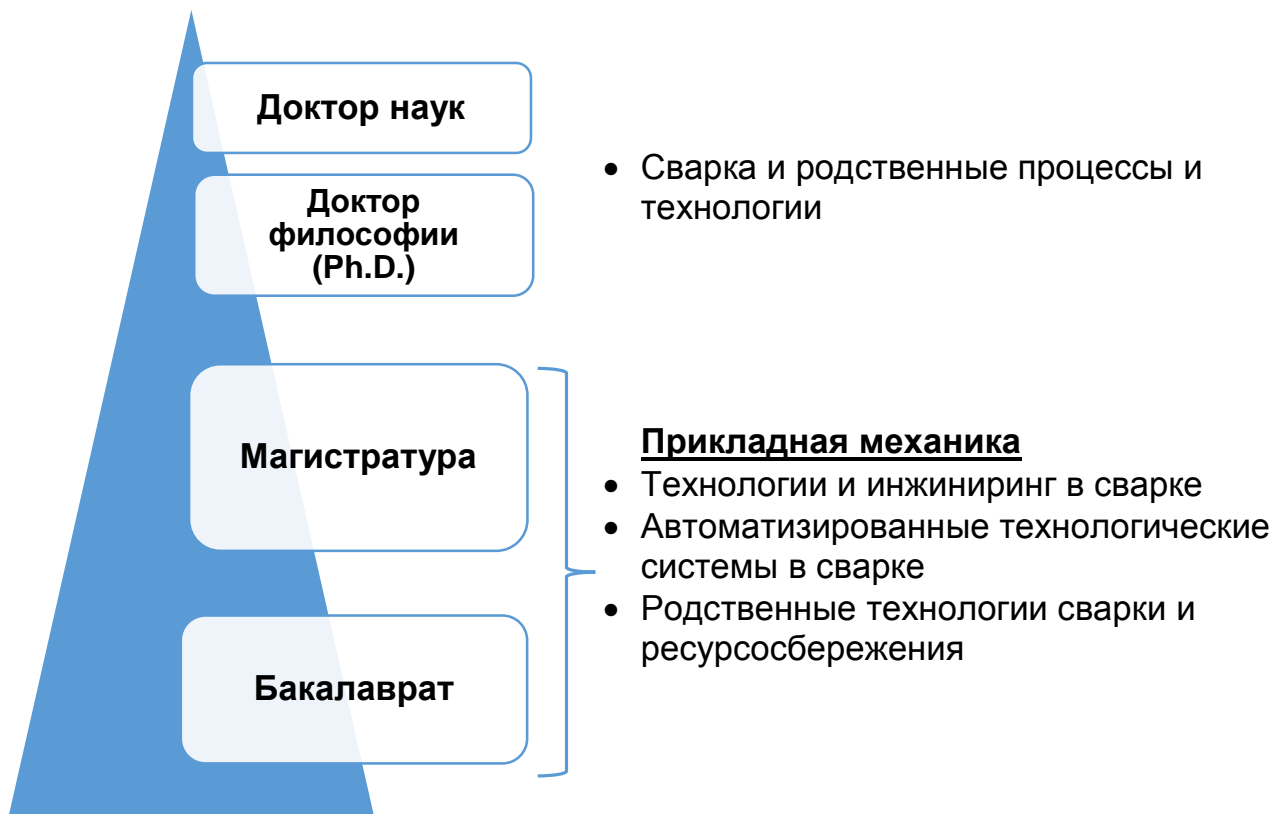 Доктор наук
Доктор
философии
(Ph.D.)
• Сварка и родственные процессы и
технологии
Магистратура
Бакалаврат
Прикладная механика
• Технологии и инжиниринг в сварке
• Автоматизированные технологические
системы в сварке
• Родственные технологии сварки и
ресурсосбережения